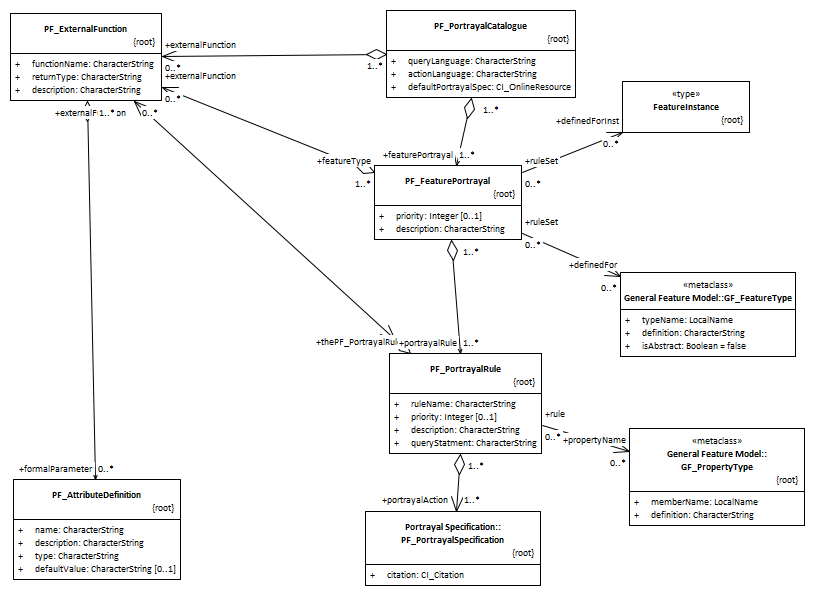 PF_ExternalFunction
{root}
+ functionName: CharacterString
+ returnType: CharacterString
+ description: CharacterString
PF_PortrayalCatalogue
{root}
+ queryLanguage: CharacterString
+ actionLanguage: CharacterString
+ defaultPortrayalSpec: CI_OnlineResource
+externalFunction
0..*
1..*
+externalFunction
0..*
«type»
FeatureInstance
{root}
1..*
+definedForInst
0..*
+externalF
1..*
on
0..*
+featureType
1..*
+featurePortrayal
1..*
+ruleSet
0..*
PF_FeaturePortrayal
{root}
+ priority: Integer [0..1]
+ description: CharacterString
+ruleSet
0..*
1..*
+definedFor
0..*
«metaclass»
General Feature Model::GF_FeatureType
+ typeName: LocalName
+ definition: CharacterString
+ isAbstract: Boolean = false
+thePF_PortrayalRul
+portrayalRule
1..*
PF_PortrayalRule
{root}
+ ruleName: CharacterString
+ priority: Integer [0..1]
+ description: CharacterString
+ queryStatment: CharacterString
+rule
0..*
+propertyName
0..*
«metaclass»
General Feature Model::
GF_PropertyType
{root}
+ memberName: LocalName
+ definition: CharacterString
+formalParameter
0..*
1..*
PF_AttributeDefinition
{root}
+ name: CharacterString
+ description: CharacterString
+ type: CharacterString
+ defaultValue: CharacterString [0..1]
+portrayalAction
1..*
Portrayal Specification::
PF_PortrayalSpecification
{root}
+ citation: CI_Citation